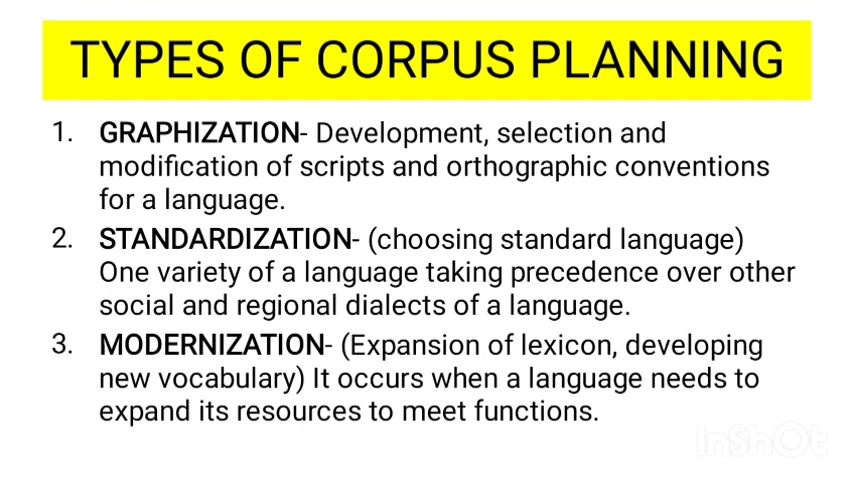 TYPES OF CORPUS PLANNING
1. GRAPHIZATION- Development, selection and
modification of scripts and orthographic conventions
for a language.
2. STANDARDIZATION- (choosing standard language)
One variety of a language taking precedence over other
social and regional dialects of a language.
3. MODERNIZATION- (Expansion of lexicon, developing
new vocabulary) It occurs when a language needs to
expand its resources to meet functions.
InShOt